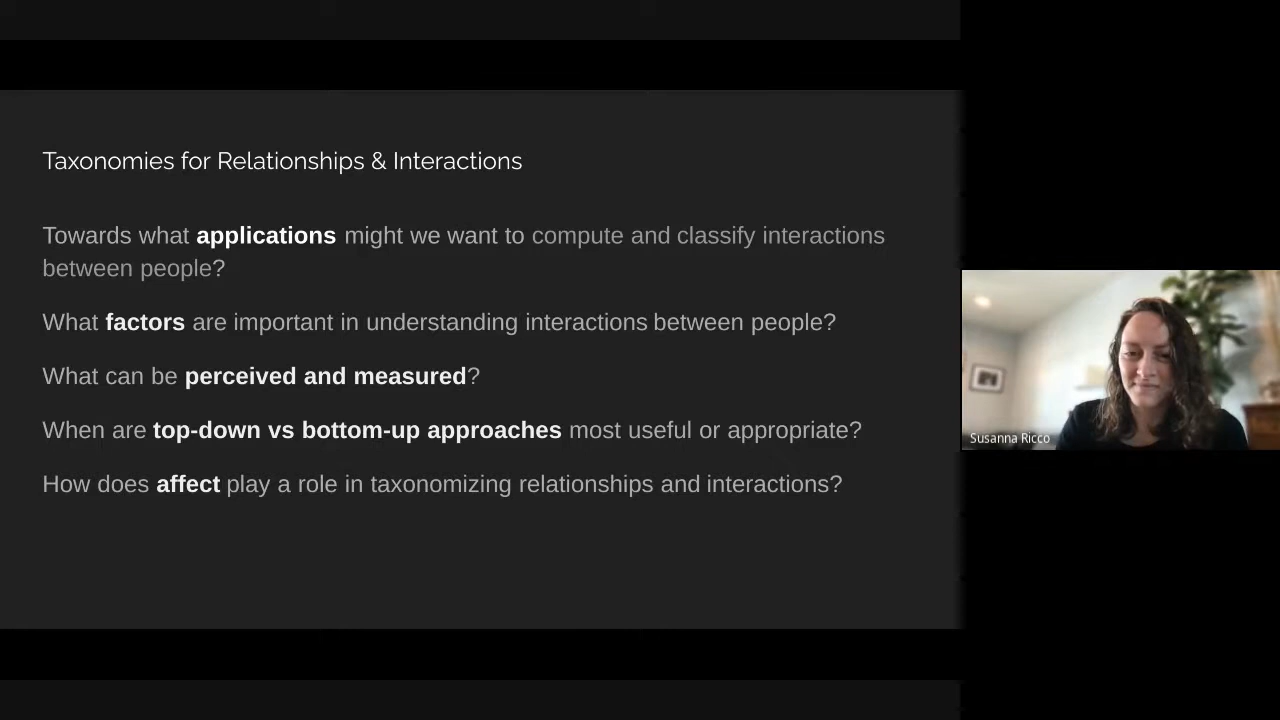 Taxonomies for Relationships & Interactions
Towards what applications might we want to compute and classify interactions
between people?
What factors are important in understanding interactions between people?
What can be perceived and measured?
When are top-down vs bottom-up approaches most useful or appropriate?
How does affect play a role in taxonomizing relationships and interactions?
Susanna Ricco